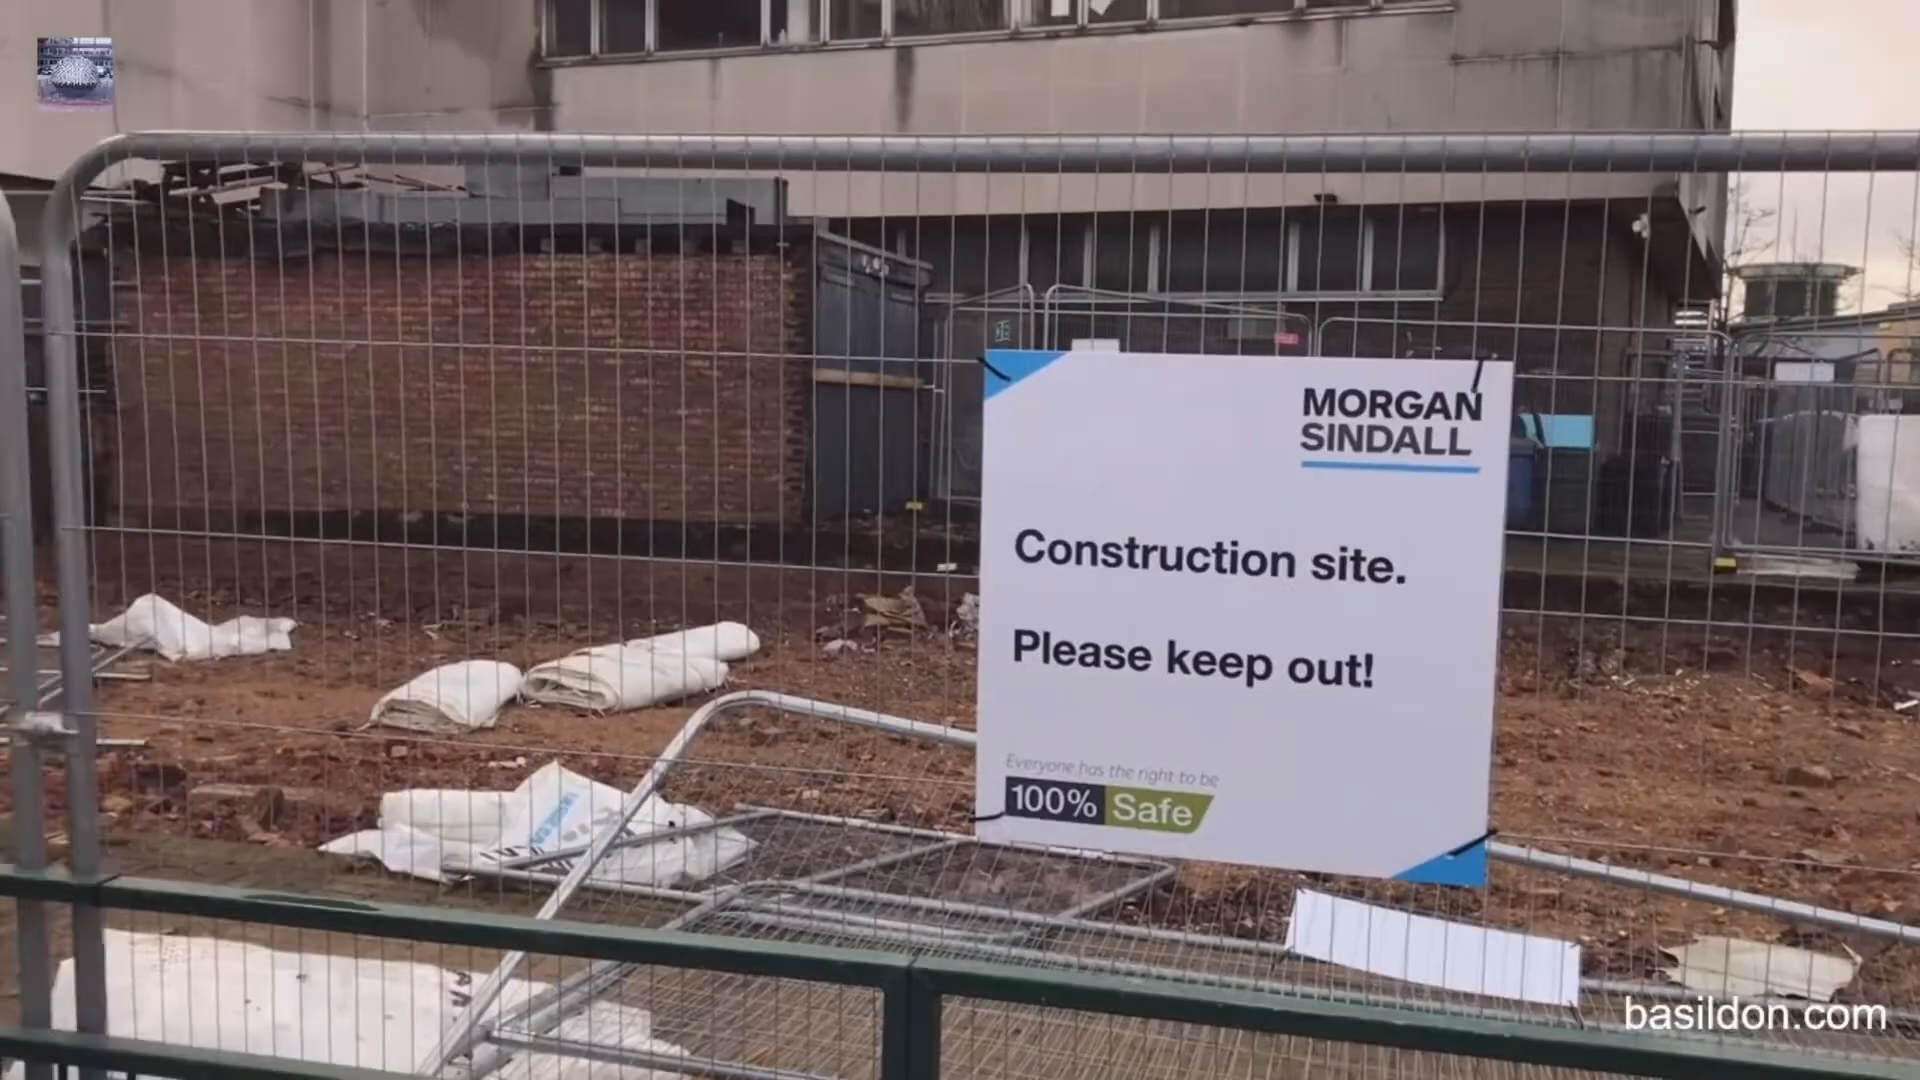 MORGAN
SINDALL
Construction site.
Please keep out!
Everyone has the right to be
100% Safe
basildon.com